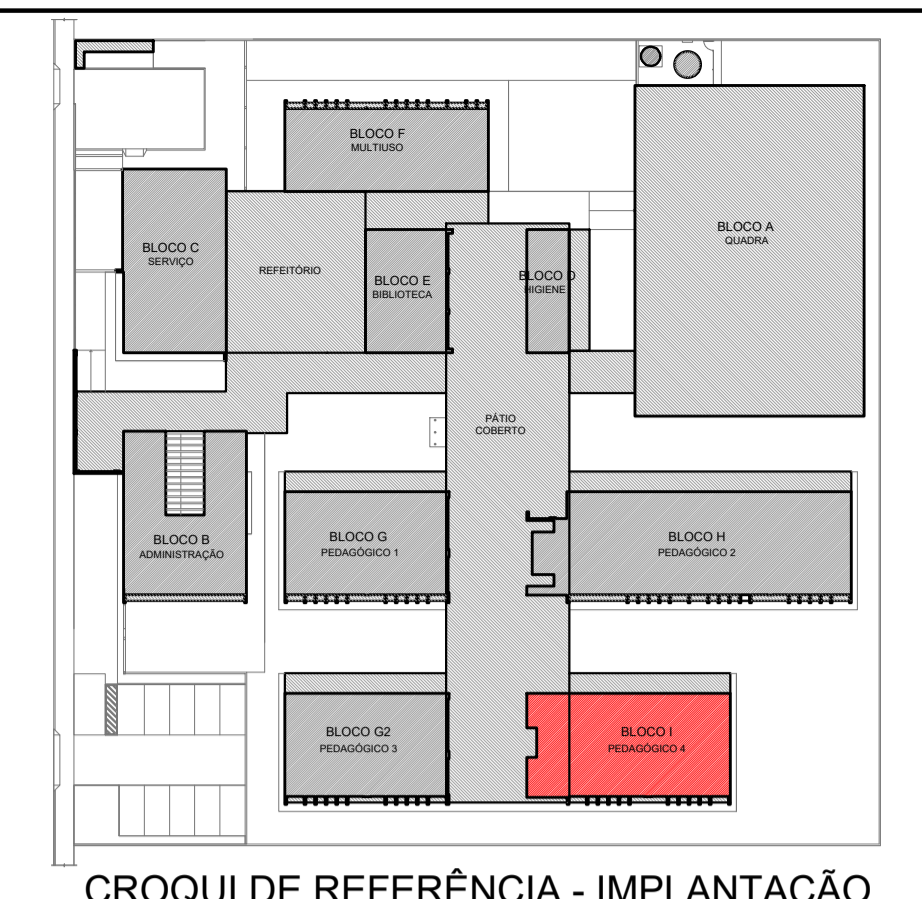 BLOCO F
MULTIUSO
BLOCO A
QUADRA
BLOCO C
SERVIÇO
REFEITÓRIO
BLOCO E
BIBLIOTECA
BLOCO D
HIGIENE
PÁTIO
COBERTO
BLOCO B
ADMINISTRAÇÃO
BLOCO G
PEDAGÓGICO 1
BLOCO H
PEDAGÓGICO 2
BLOCO G2
PEDAGÓGICO 3
BLOCO I
PEDAGÓGICO 4
CROQUI DE REFERÊNCIA - IMPLANTAÇÃO